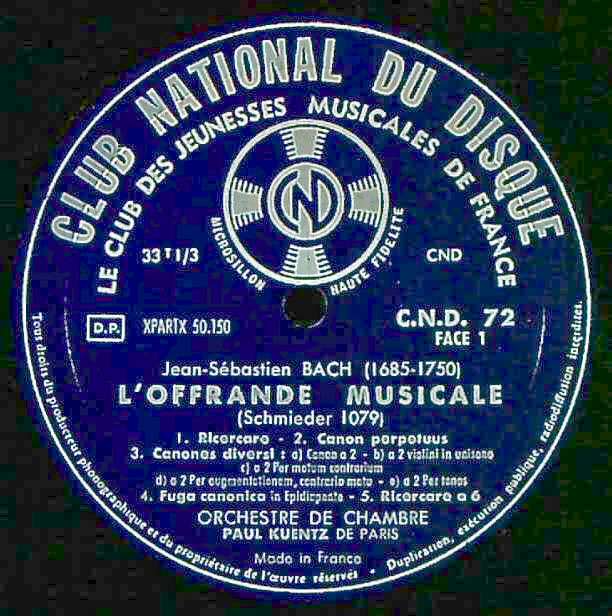 CLUB NATIONAL DU DISQUE
LE CLUB DES JEUNESSES MUSICALES DE FRANCE
CND
MICROSILLON
HAUTE FIDELITE
33 T 1/3
CND
D.P.
XPARTX 50.150
C.N.D. 72
FACE 1
Jean-Sébastien BACH (1685-1750)
L'OFFRANDE MUSICALE
(Schmieder 1079)
1. Ricercare - 2. Canon perpetuus
3. Canones diversi : a) Canon a 2 - b) a 2 violini in unisono
c) a 2 Per motum contrarium
d) a 2 Per augmentationem, contrario motu - e) a 2 Per tonos
4. Fuga canonica in Epidiapente - 5. Ricercare a 6
ORCHESTRE DE CHAMBRE
PAUL KUENTZ DE PARIS
Made in France
Tous droits du producteur phonographique et du propriétaire de l'œuvre réservés • Duplication, exécution publique, radiodiffusion interdites.